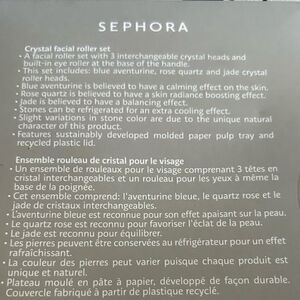 SEPHORA
Crystal facial roller set
• A facial roller set with 3 interchangeable crystal heads and
built-in eye roller at the base of the handle.
• This set includes: blue aventurine, rose quartz and jade crystal
roller heads.
• Blue aventurine is believed to have a calming effect on the skin.
• Rose quartz is believed to have a skin radiance boosting effect.
• Jade is believed to have a balancing effect.
• Stones can be refrigerated for an extra cooling effect.
• Slight variations in stone color are due to the unique natural
character of this product.
• Features sustainably developed molded paper pulp tray and
recycled plastic lid.
Ensemble rouleau de cristal pour le visage
• Un ensemble de rouleaux pour le visage comprenant 3 têtes en
cristal interchangeables et un rouleau pour les yeux à même la
base de la poignée.
• Cet ensemble comprend: l'aventurine bleue, le quartz rose et le
jade de cristaux interchangeables.
• L'aventurine bleue est reconnue pour son effet apaisant sur la peau.
• Le quartz rose est reconnu pour favoriser l'éclat de la peau.
• Le jade est reconnu pour équilibrer.
• Les pierres peuvent être conservées au réfrigérateur pour un effet
rafraîchissant.
• La couleur des pierres peut varier puisque chaque produit est
unique et naturel.
• Plateau moulé en pâte à papier, développé de façon durable.
Couvercle fabriqué à partir de plastique recyclé.